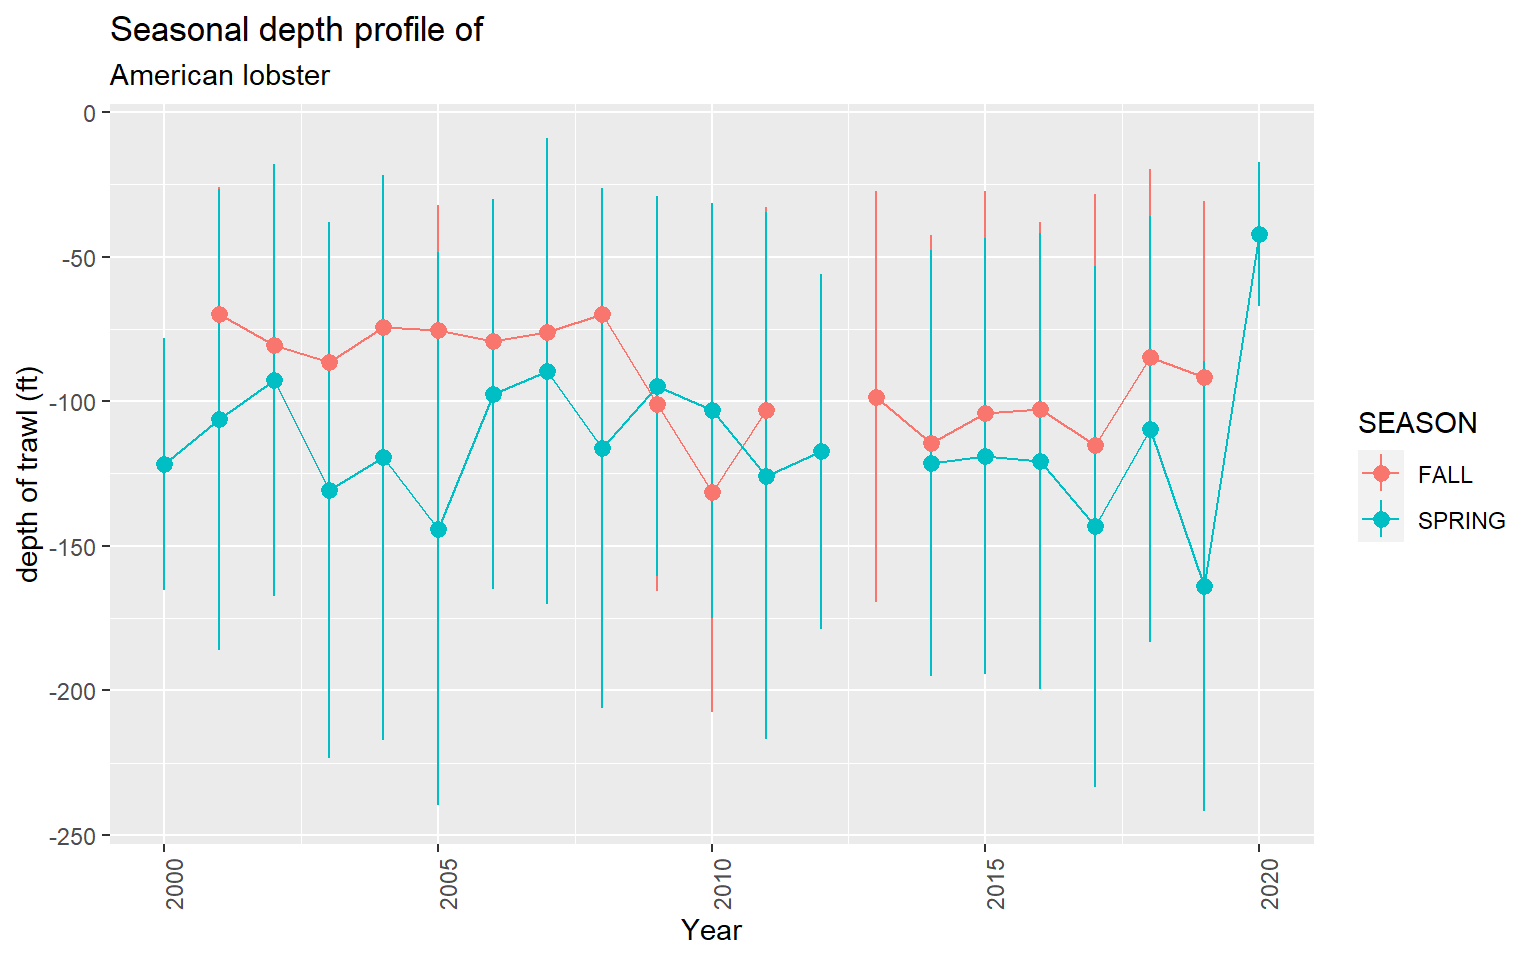 Seasonal depth profile of
American lobster
0
-50
-100
-150
-200
-250
depth of trawl (ft)
2000
2005
2010
2015
2020
Year
SEASON
FALL
SPRING